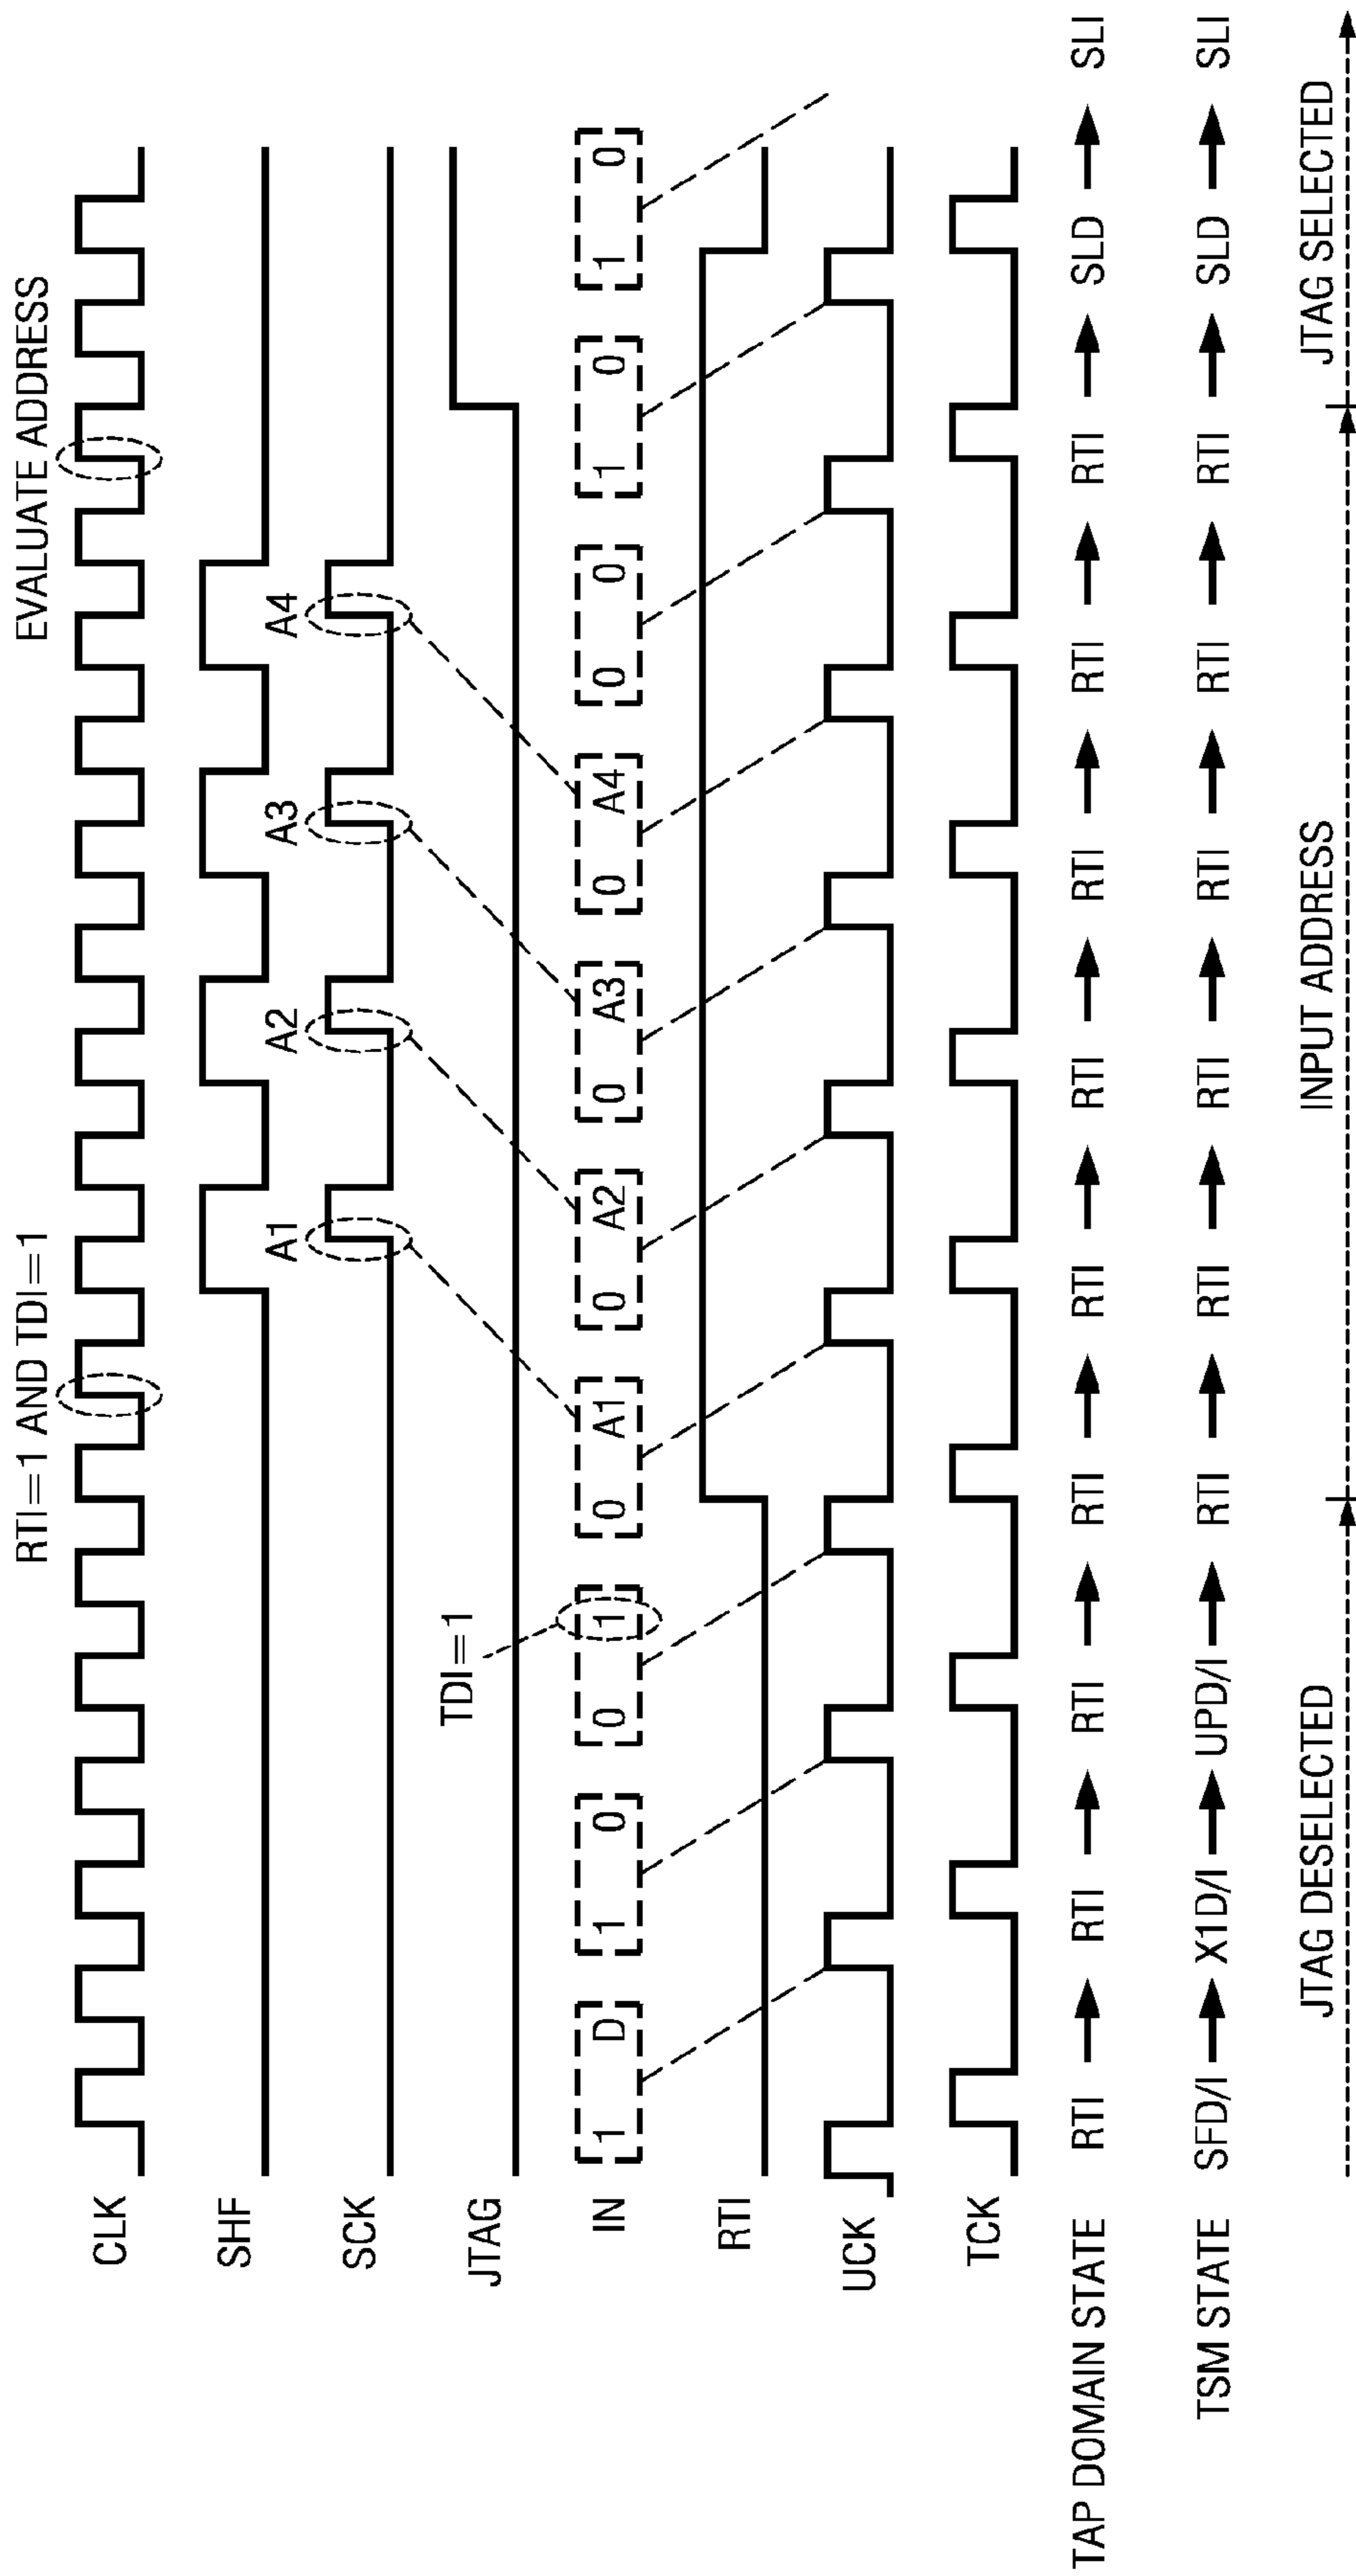 RTI=1 AND TDI=1 EVALUATE ADDRESS
CLK
SHF
A1 A2 A3 A4
SCK
TDI=1
JTAG
IN 1 D 1 0 0 1 0 A1 0 A2 0 A3 0 A4 0 0 1 0 1 0
RTI
UCK
TCK
TAP DOMAIN STATE RTI RTI RTI RTI RTI RTI RTI RTI RTI SLD SLI
TSM STATE SFD/I X1D/I UPD/I RTI RTI RTI RTI RTI RTI SLD SLI
JTAG DESELECTED INPUT ADDRESS JTAG SELECTED